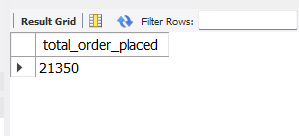 Result Grid Filter Rows:
total_order_placed
21350